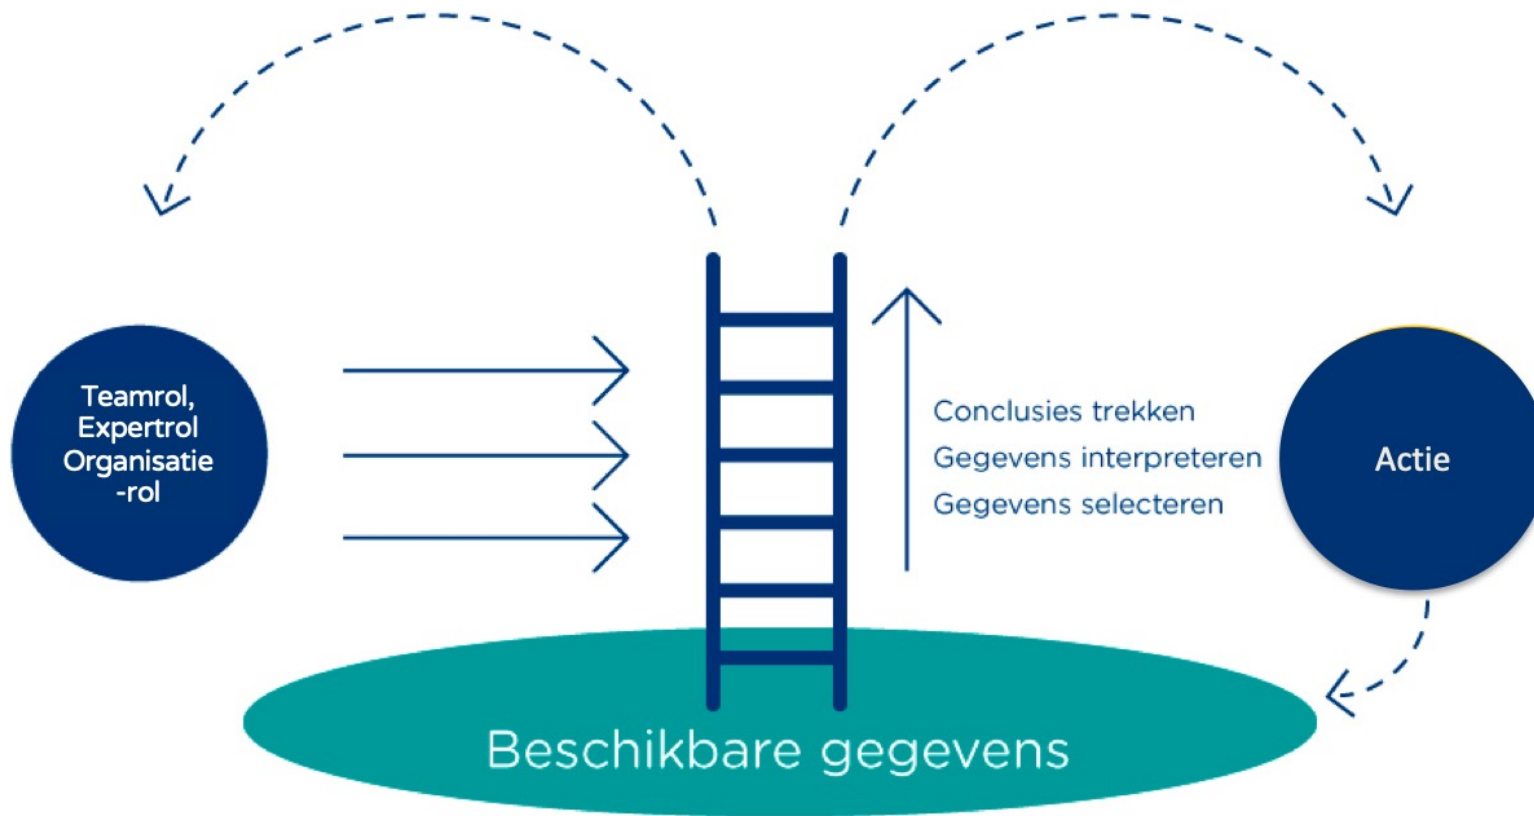 Teamrol,
Expertrol
Organisatie
-rol
Conclusies trekken
Gegevens interpreteren
Gegevens selecteren
Actie
Beschikbare gegevens